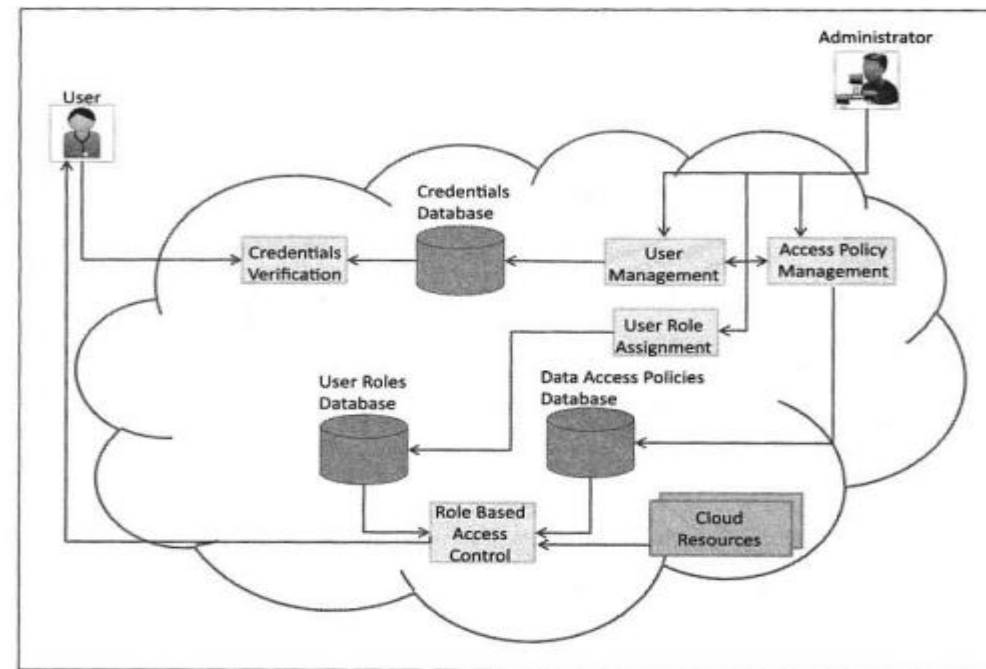 Administrator
User
Credentials
Database
Credentials
Verification
User
Management
Access Policy
Management
User Role
Assignment
User Roles
Database
Data Access Policies
Database
Role Based
Access
Control
Cloud
Resources